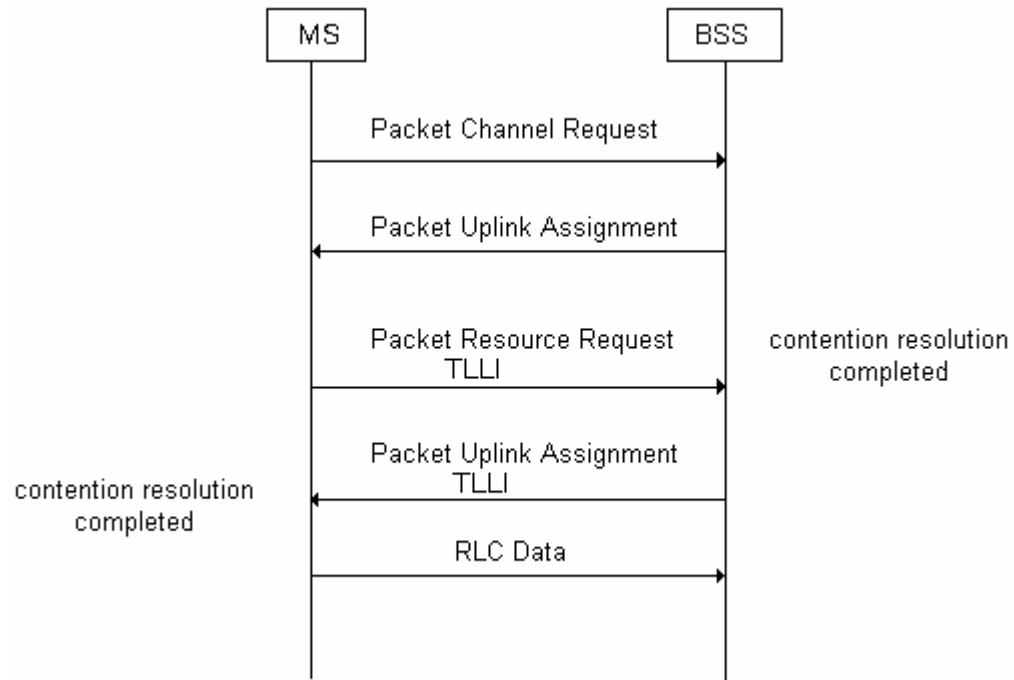 MS
BSS
Packet Channel Request
Packet Uplink Assignment
Packet Resource Request
TLLI
contention resolution
completed
Packet Uplink Assignment
TLLI
contention resolution
completed
RLC Data